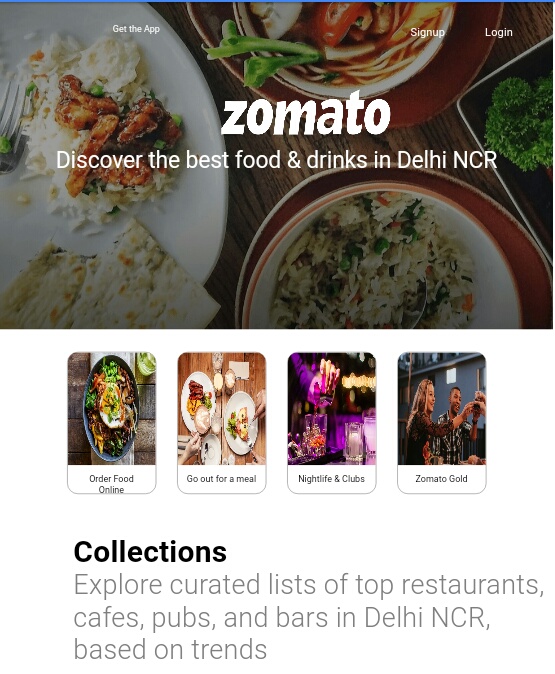 Get the App
Signup
Login
zomato
Discover the best food & drinks in Delhi NCR
Order Food
Online
Go out for a meal
Nightlife & Clubs
Zomato Gold
Collections
Explore curated lists of top restaurants,
cafes, pubs, and bars in Delhi NCR,
based on trends